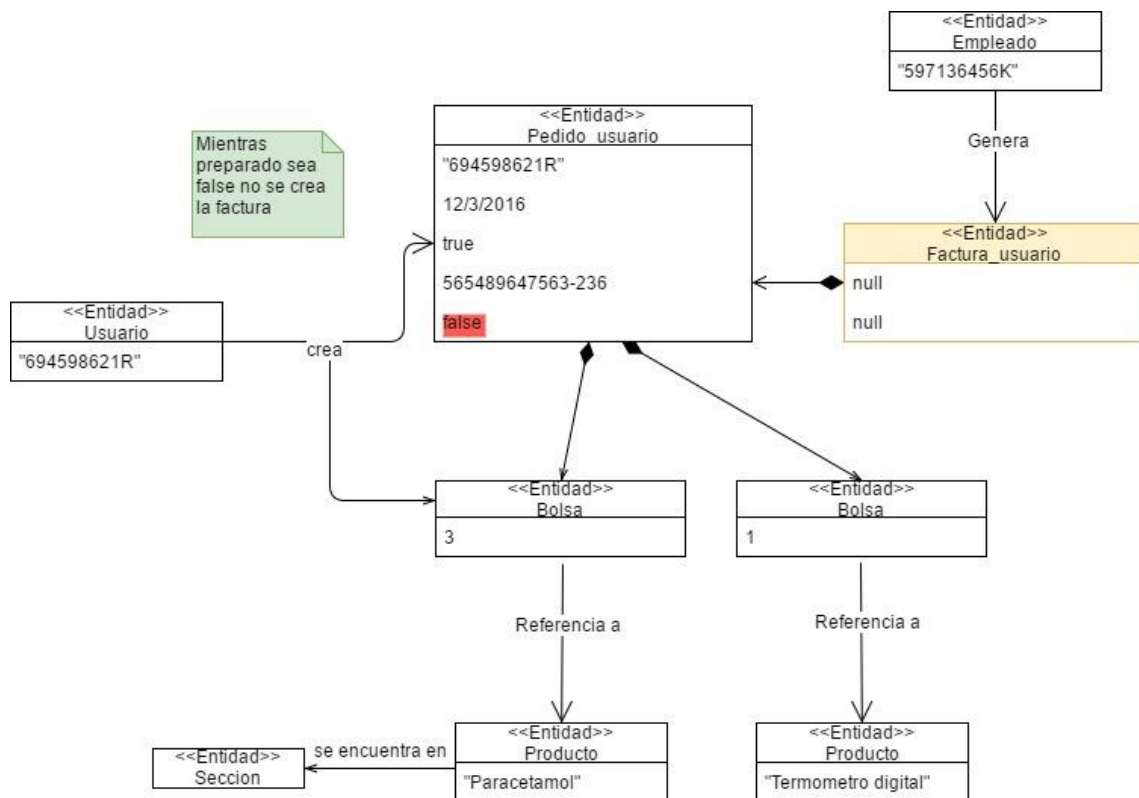 <<Entidad>>
Empleado
"597136456K"
Genera
<<Entidad>>
Pedido_usuario
"694598621R"
12/3/2016
true
565489647563-236
false
Mientras
preparado sea
false no se crea
la factura
<<Entidad>>
Factura_usuario
null
null
<<Entidad>>
Usuario
"694598621R"
crea
<<Entidad>>
Bolsa
3
<<Entidad>>
Bolsa
1
Referencia a
Referencia a
<<Entidad>>
Seccion
se encuentra en
<<Entidad>>
Producto
"Paracetamol"
<<Entidad>>
Producto
"Termometro digital"